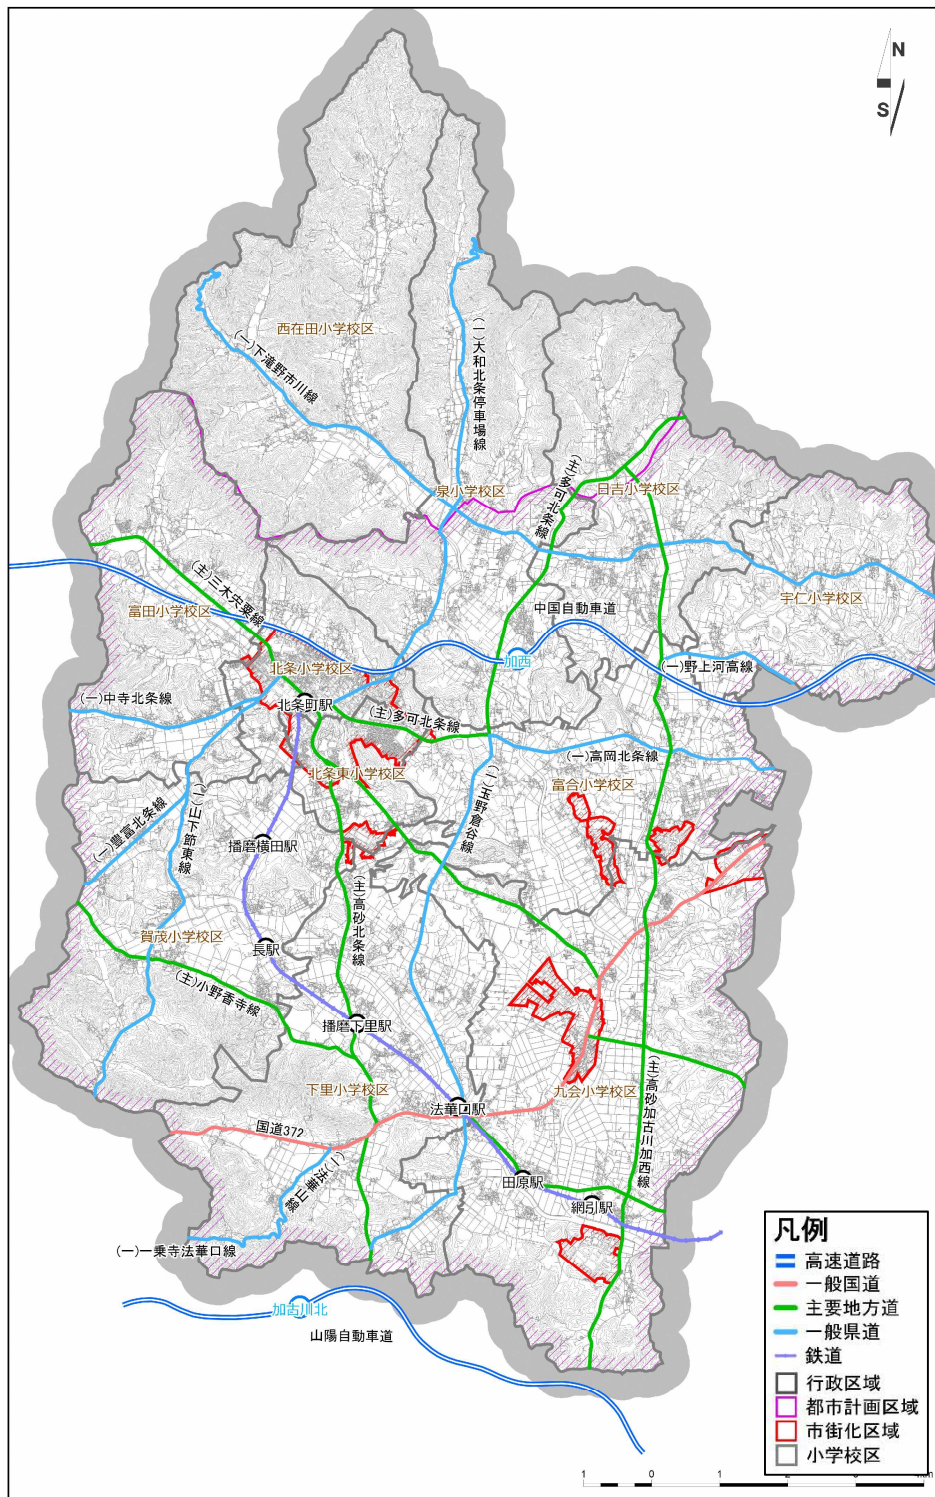 N
S
西在田小学校区
(一)下滝野市川線
(一)大和北条停車場線
泉小学校区
(主)多可北条線
日吉小学校区
(主)三木宍粟線
富田小学校区
中国自動車道
宇仁小学校区
北条小学校区
加西
(一)野上河高線
(一)中寺北条線
北条町駅
(主)多可北条線
(一)高岡北条線
北条東小学校区
(一)玉野倉谷線
富合小学校区
(一)山下節東線
(一)豊富北条線
播磨横田駅
(主)高砂北条線
賀茂小学校区
長駅
(主)小野香寺線
播磨下里駅
下里小学校区
九会小学校区
(主)高砂加古川加西線
法華口駅
国道372
(一)法華山線
田原駅
網引駅
(一)一乗寺法華口線
加古川北
山陽自動車道
凡例
高速道路
一般国道
主要地方道
一般県道
鉄道
行政区域
都市計画区域
市街化区域
小学校区
1 0 1 2 3